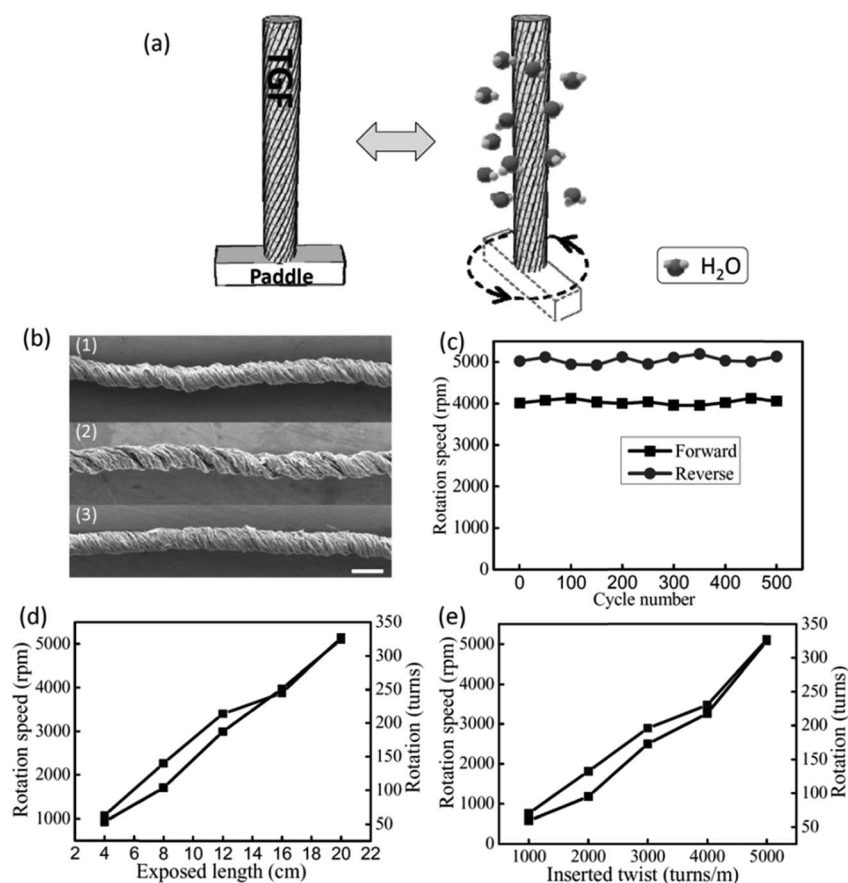 (a)
TGF
Paddle
H₂O
(b)
(1)
(2)
(3)
(c)
Rotation speed (rpm)
5000
4000
3000
2000
1000
0
Forward
Reverse
0 100 200 300 400 500
Cycle number
(d)
Rotation speed (rpm)
5000
4000
3000
2000
1000
350
300
250
200
150
100
50
Rotation (turns)
2 4 6 8 10 12 14 16 18 20 22
Exposed length (cm)
(e)
Rotation speed (rpm)
5000
4000
3000
2000
1000
0
350
300
250
200
150
100
50
Rotation (turns)
1000 2000 3000 4000 5000
Inserted twist (turns/m)